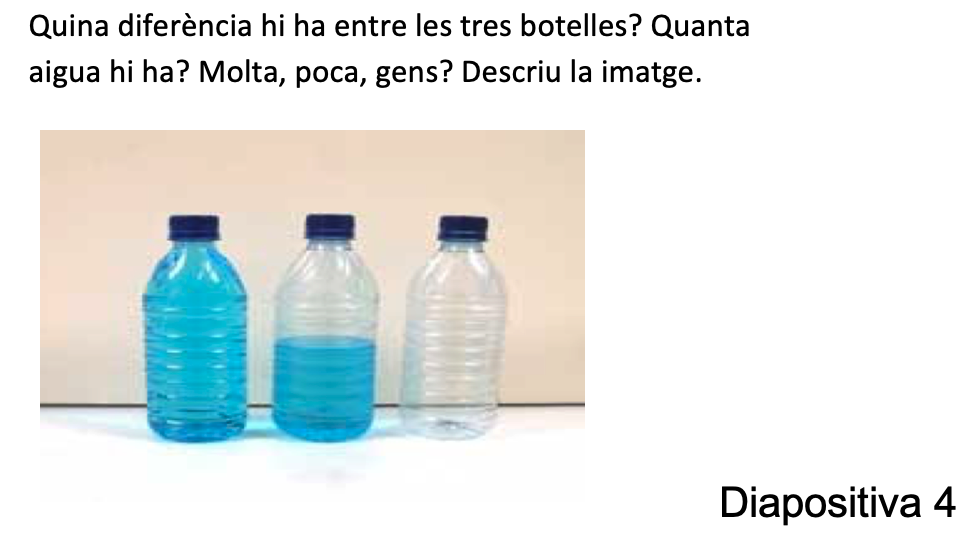 Quina diferència hi ha entre les tres botelles? Quanta
aigua hi ha? Molta, poca, gens? Descriu la imatge.
Diapositiva 4